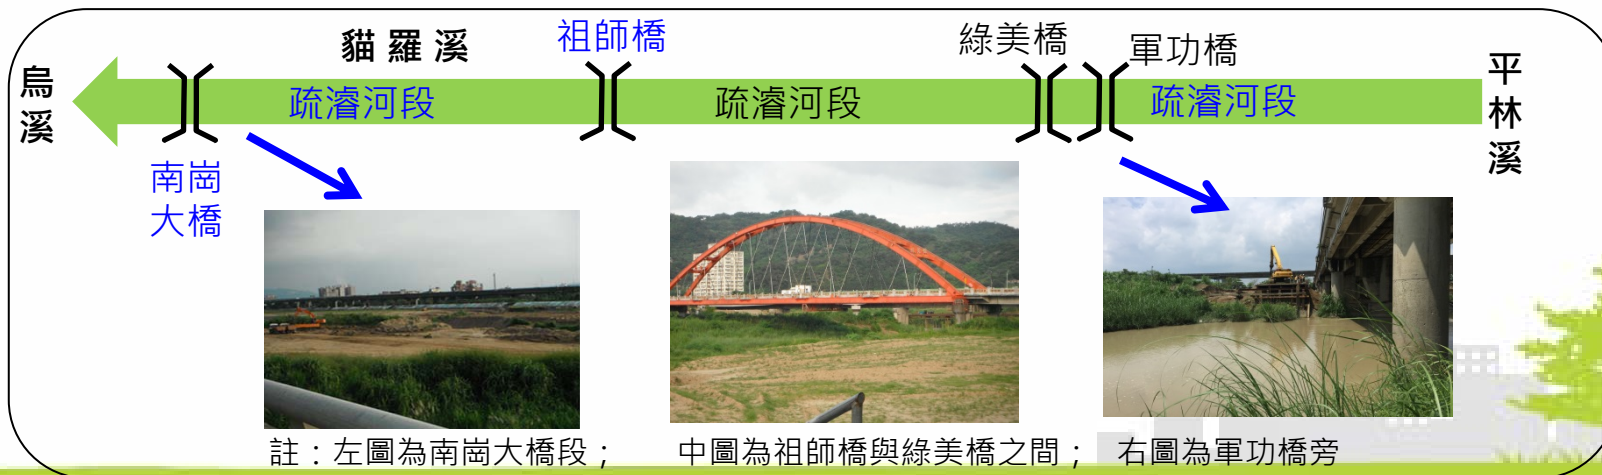 貓羅溪
祖師橋
綠美橋
軍功橋
烏溪
疏濬河段
疏濬河段
疏濬河段
平林溪
南崗
大橋
註：左圖為南崗大橋段； 中圖為祖師橋與綠美橋之間； 右圖為軍功橋旁